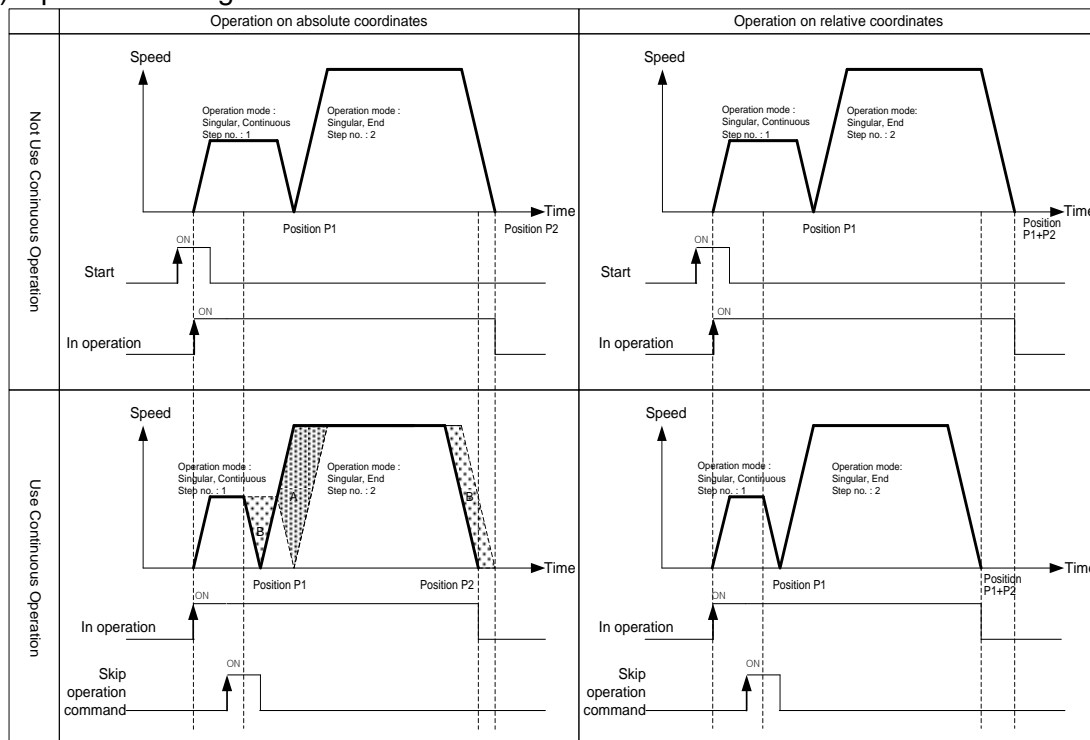 Operation on absolute coordinates
Operation on relative coordinates
Not Use Coninuous Operation
Speed
Operation mode :
Singular, Continuous
Step no. : 1
Operation mode :
Singular, End
Step no. : 2
Time
Position P1
Position P2
ON
Start
ON
In operation
Speed
Operation mode :
Singular, Continuous
Step no. : 1
Operation mode:
Singular, End
Step no. : 2
Time
Position P1
Position
P1+P2
ON
Start
ON
In operation
Use Continuous Operation
Speed
Operation mode :
Singular, Continuous
Step no. : 1
Operation mode :
Singular, End
Step no. : 2
A
B
B'
Time
Position P1
Position P2
ON
In operation
ON
Skip
operation
command
Speed
Operation mode :
Singular, Continuous
Step no. : 1
Operation mode:
Singular, End
Step no. : 2
Time
Position P1
Position
P1+P2
ON
In operation
ON
Skip
operation
command